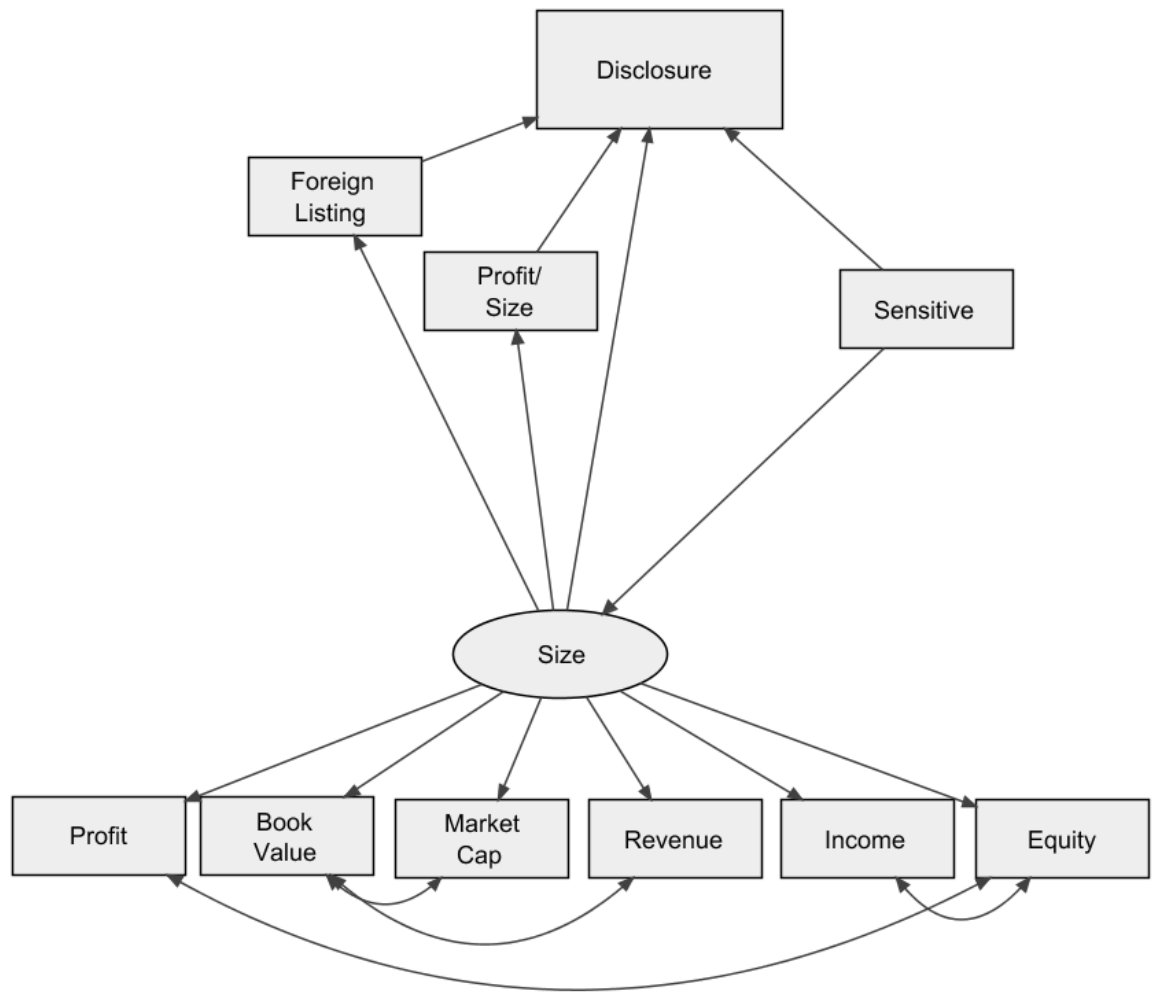 Disclosure
Foreign
Listing
Profit/
Size
Sensitive
Size
Profit
Book
Value
Market
Cap
Revenue
Income
Equity